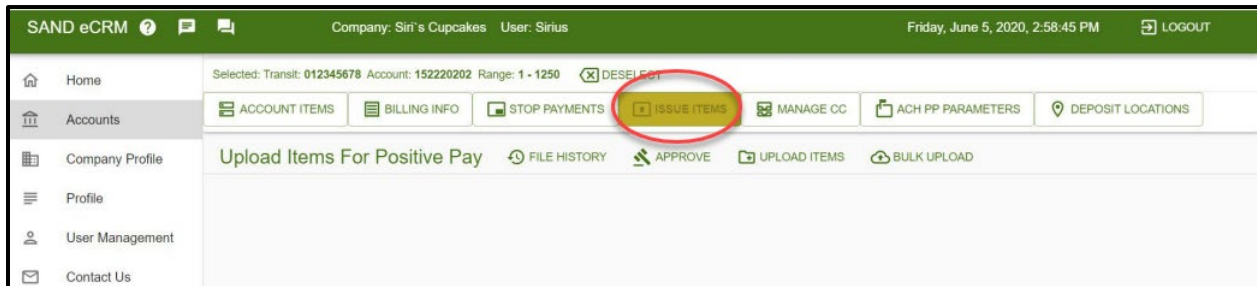 SAND eCRM Company: Siri`s Cupcakes User: Sirius Friday, June 5, 2020, 2:58:45 PM LOGOUT
Selected: Transit: 012345678 Account: 152220202 Range: 1 - 1250 DESELECT
Home
ACCOUNT ITEMS BILLING INFO STOP PAYMENTS ISSUE ITEMS MANAGE CC ACH PP PARAMETERS DEPOSIT LOCATIONS
Accounts
Upload Items For Positive Pay FILE HISTORY APPROVE UPLOAD ITEMS BULK UPLOAD
Company Profile
Profile
User Management
Contact Us